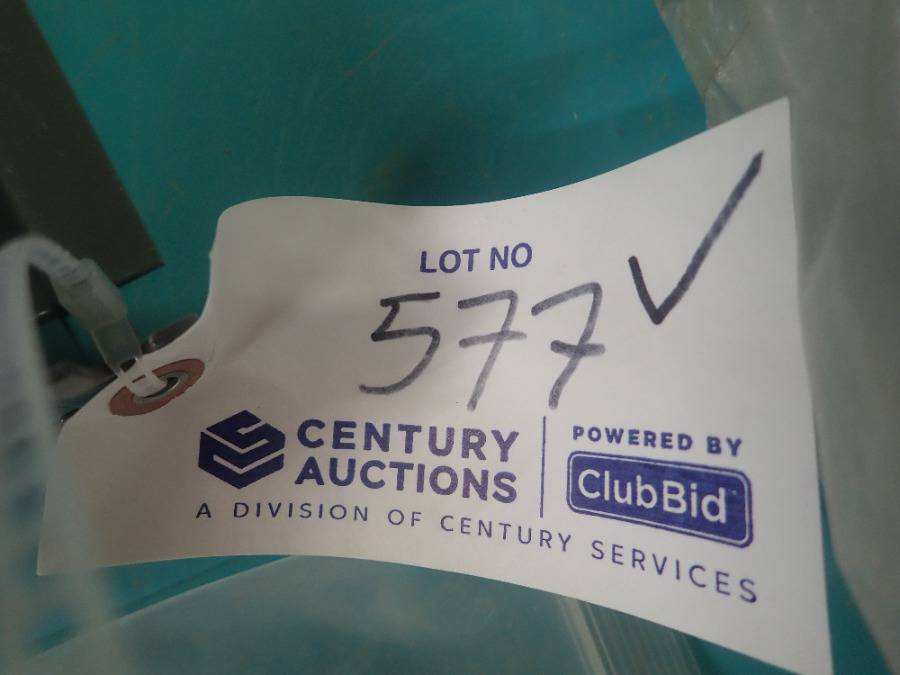 LOT NO
577 ✓
CENTURY
AUCTIONS
A DIVISION OF CENTURY SERVICES
POWERED BY
ClubBid